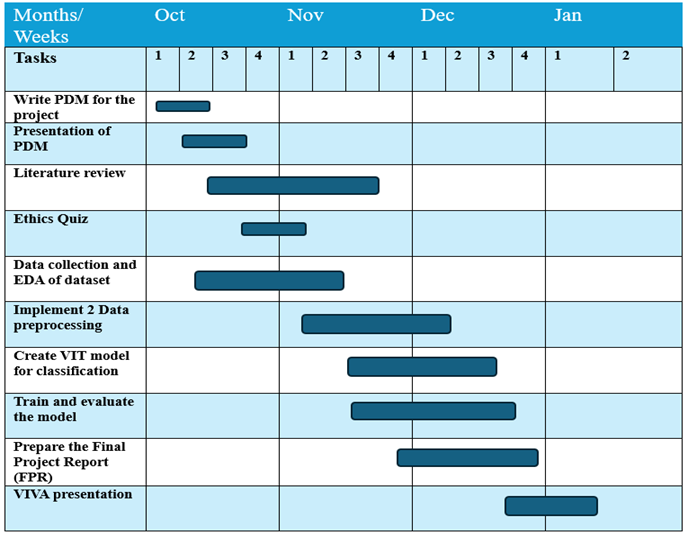 Months/ Oct Nov Dec Jan
Weeks
Tasks 1 2 3 4 1 2 3 4 1 2 3 4 1 2
Write PDM for the
project
Presentation of
PDM
Literature review
Ethics Quiz
Data collection and
EDA of dataset
Implement 2 Data
preprocessing
Create VIT model
for classification
Train and evaluate
the model
Prepare the Final
Project Report
(FPR)
VIVA presentation